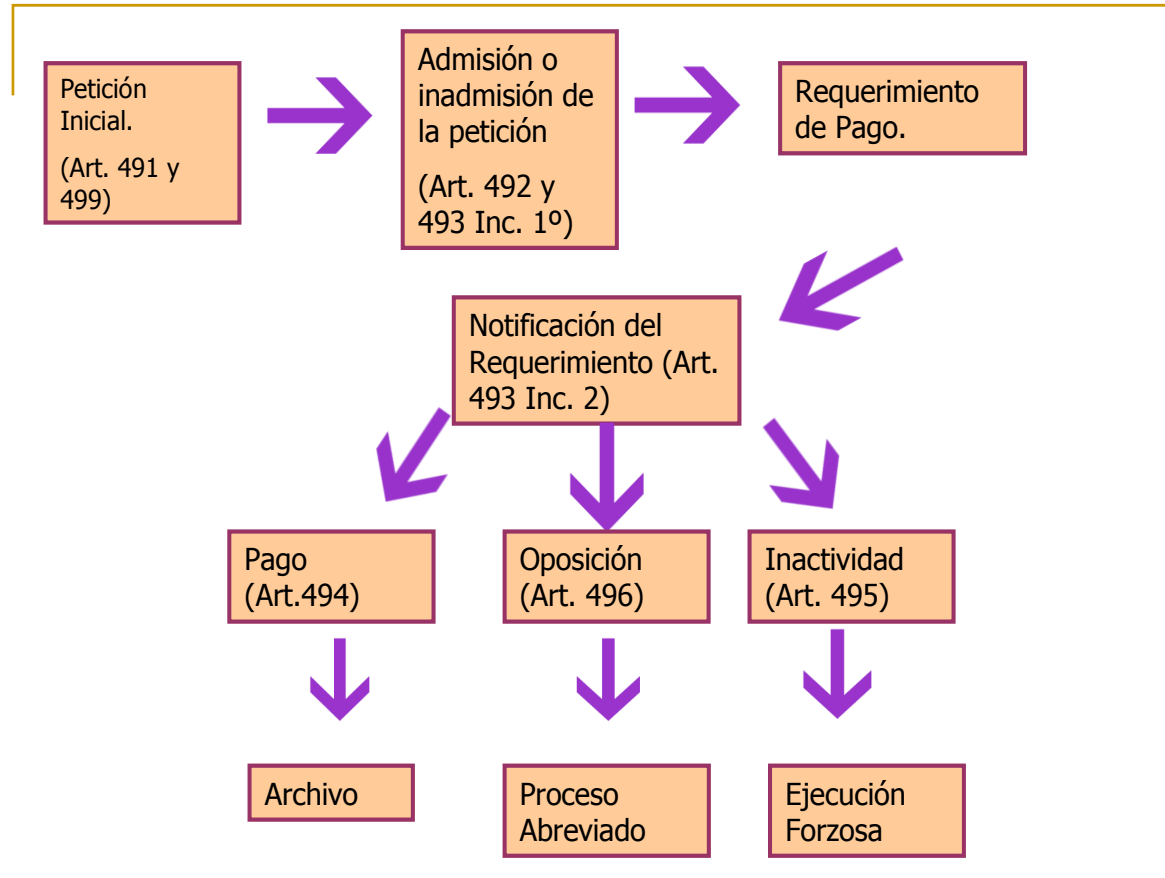 Petición
Inicial.
(Art. 491 y
499)
Admisión o
inadmisión de
la petición
(Art. 492 y
493 Inc. 1º)
Requerimiento
de Pago.
Notificación del
Requerimiento (Art.
493 Inc. 2)
Pago
(Art.494)
Oposición
(Art. 496)
Inactividad
(Art. 495)
Archivo
Proceso
Abreviado
Ejecución
Forzosa